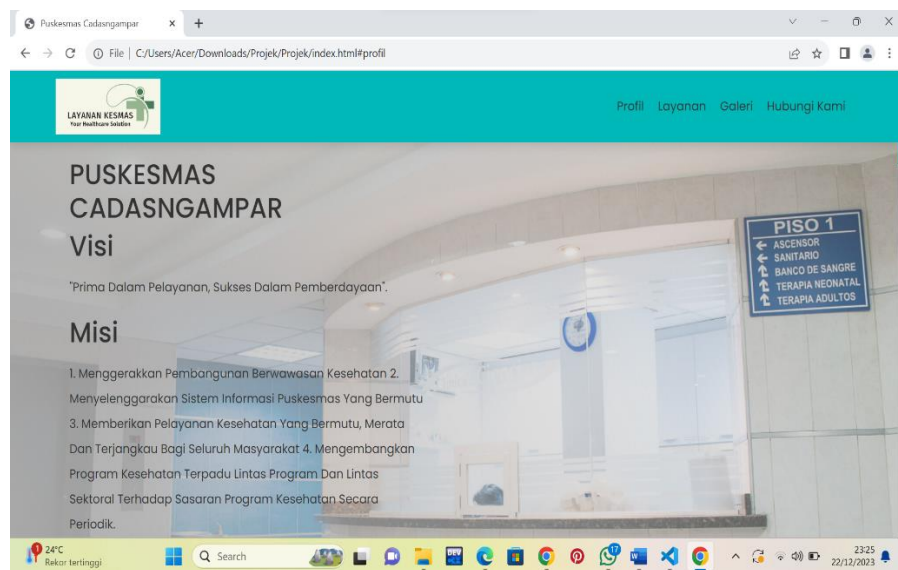 Puskesmas Cadasngampar
File | C:/Users/Acer/Downloads/Projek/Projek/index.html#profil
LAYANAN KESMAS
Your Healthcare Solution
Profil Layanan Galeri Hubungi Kami
PUSKESMAS
CADASNGAMPAR
Visi
"Prima Dalam Pelayanan, Sukses Dalam Pemberdayaan".
Misi
1. Menggerakkan Pembangunan Berwawasan Kesehatan 2.
Menyelenggarakan Sistem Informasi Puskesmas Yang Bermutu
3. Memberikan Pelayanan Kesehatan Yang Bermutu, Merata
Dan Terjangkau Bagi Seluruh Masyarakat 4. Mengembangkan
Program Kesehatan Terpadu Lintas Program Dan Lintas
Sektoral Terhadap Sasaran Program Kesehatan Secara
Periodik.
PISO 1
ASCENSOR
SANITARIO
BANCO DE SANGRE
TERAPIA NEONATAL
TERAPIA ADULTOS
1
24°C
Rekor tertinggi
Search
DEV
23:25
22/12/2023